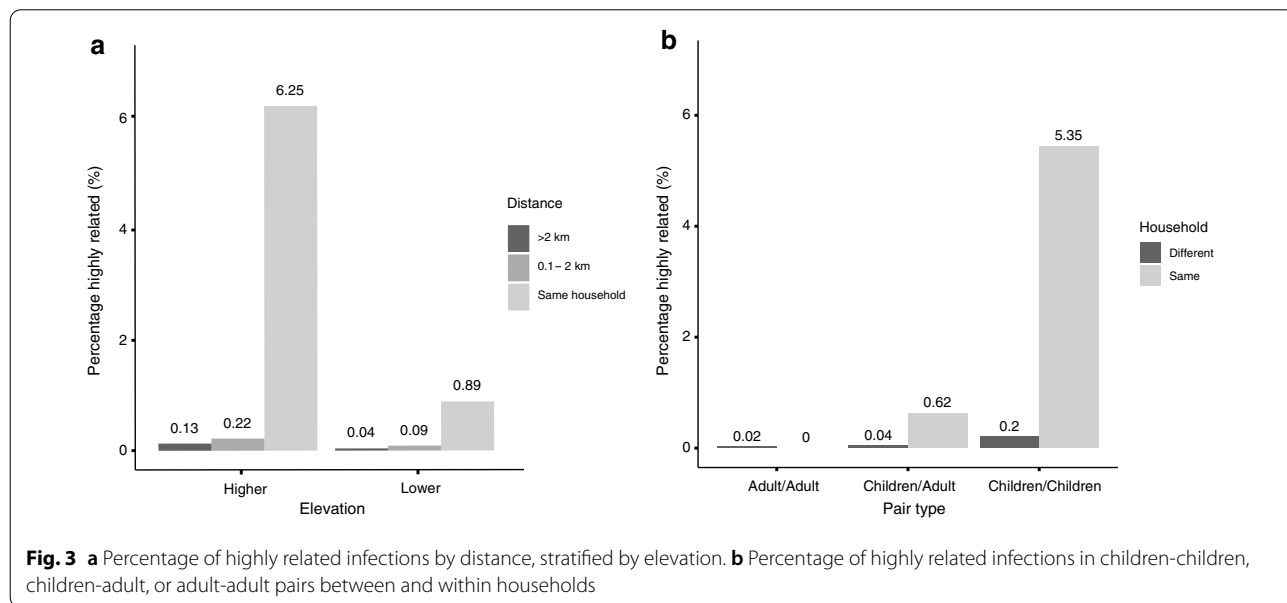 a
Percentage highly related (%)
6
4
2
0
0.13
0.22
6.25
0.04
0.09
0.89
Higher
Lower
Elevation
Distance
>2 km
0.1– 2 km
Same household
b
Percentage highly related (%)
6
4
2
0
0.02
0
0.04
0.62
0.2
5.35
Adult/Adult
Children/Adult
Children/Children
Pair type
Household
Different
Same
Fig. 3 a Percentage of highly related infections by distance, stratified by elevation. b Percentage of highly related infections in children-children,
children-adult, or adult-adult pairs between and within households